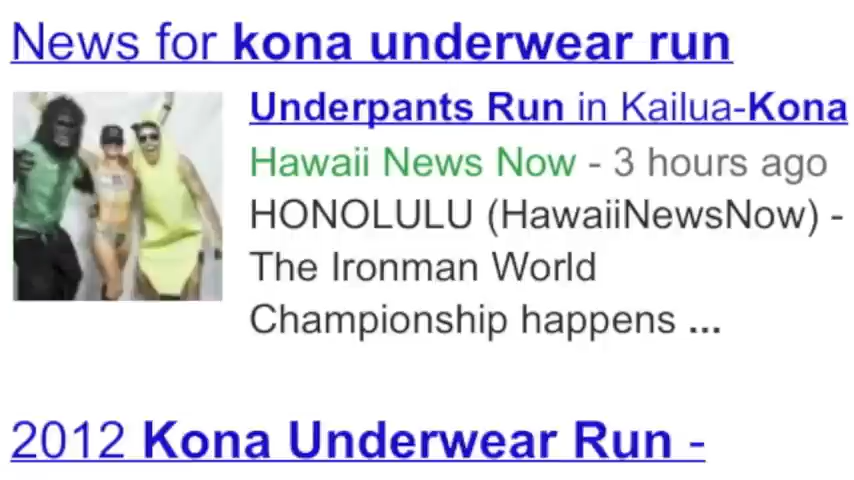 News for kona underwear run
Underpants Run in Kailua-Kona
Hawaii News Now - 3 hours ago
HONOLULU (HawaiiNewsNow) -
The Ironman World
Championship happens ...
2012 Kona Underwear Run -